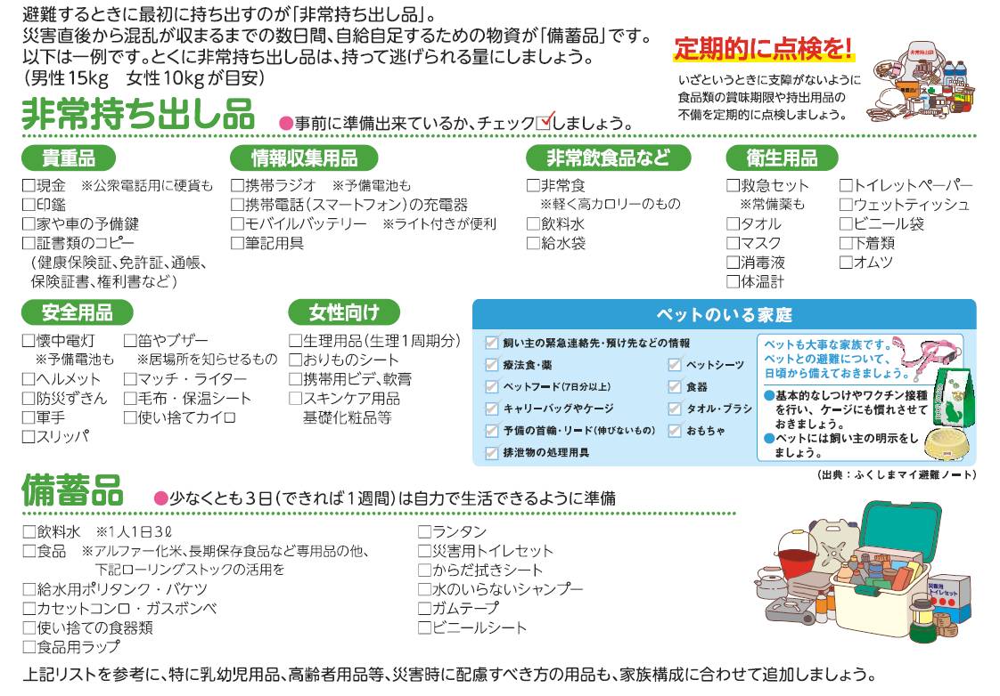 避難するときに最初に持ち出すのが「非常持ち出し品」。
災害直後から混乱が収まるまでの数日間、自給自足するための物資が「備蓄品」です。
以下は一例です。とくに非常持ち出し品は、持って逃げられる量にしましょう。
（男性15kg　女性10kgが目安）
定期的に点検を!
いざというときに支障がないように
食品類の賞味期限や持出用品の
不備を定期的に点検しましょう。
非常持出袋
非常持ち出し品
●事前に準備出来ているか、チェック☑しましょう。
貴重品
□現金　※公衆電話用に硬貨も
□印鑑
□家や車の予備鍵
□証書類のコピー
（健康保険証、免許証、通帳、
保険証書、権利書など）
情報収集用品
□携帯ラジオ　※予備電池も
□携帯電話（スマートフォン）の充電器
□モバイルバッテリー　※ライト付きが便利
□筆記用具
非常飲食品など
□非常食
※軽く高カロリーのもの
□飲料水
□給水袋
衛生用品
□救急セット
※常備薬も
□タオル
□マスク
□消毒液
□体温計
□トイレットペーパー
□ウェットティッシュ
□ビニール袋
□下着類
□オムツ
安全用品
□懐中電灯
※予備電池も
□ヘルメット
□防災ずきん
□軍手
□スリッパ
□笛やブザー
※居場所を知らせるもの
□マッチ・ライター
□毛布・保温シート
□使い捨てカイロ
女性向け
□生理用品（生理1周期分）
□おりものシート
□携帯用ビデ、軟膏
□スキンケア用品
基礎化粧品等
ペットのいる家庭
☑飼い主の緊急連絡先・預け先などの情報
☑療法食・薬
☑ペットフード（7日分以上）
☑キャリーバッグやケージ
☑予備の首輪・リード（伸びないもの）
☑排泄物の処理用具
☑ペットシーツ
☑食器
☑タオル・ブラシ
☑おもちゃ
ペットも大事な家族です。
ペットとの避難について、
日頃から備えておきましょう。
●基本的なしつけやワクチン接種
を行い、ケージにも慣れさせて
おきましょう。
●ペットには飼い主の明示をし
ましょう。
（出典：ふくしまマイ避難ノート）
備蓄品
●少なくとも3日（できれば1週間）は自力で生活できるように準備
□飲料水　※1人1日3ℓ
□食品　※アルファー化米、長期保存食品など専用品の他、
下記ローリングストックの活用を
□給水用ポリタンク・バケツ
□カセットコンロ・ガスボンベ
□使い捨ての食器類
□食品用ラップ
□ランタン
□災害用トイレセット
□からだ拭きシート
□水のいらないシャンプー
□ガムテープ
□ビニールシート
災害用
トイレセット
上記リストを参考に、特に乳幼児用品、高齢者用品等、災害時に配慮すべき方の用品も、家族構成に合わせて追加しましょう。